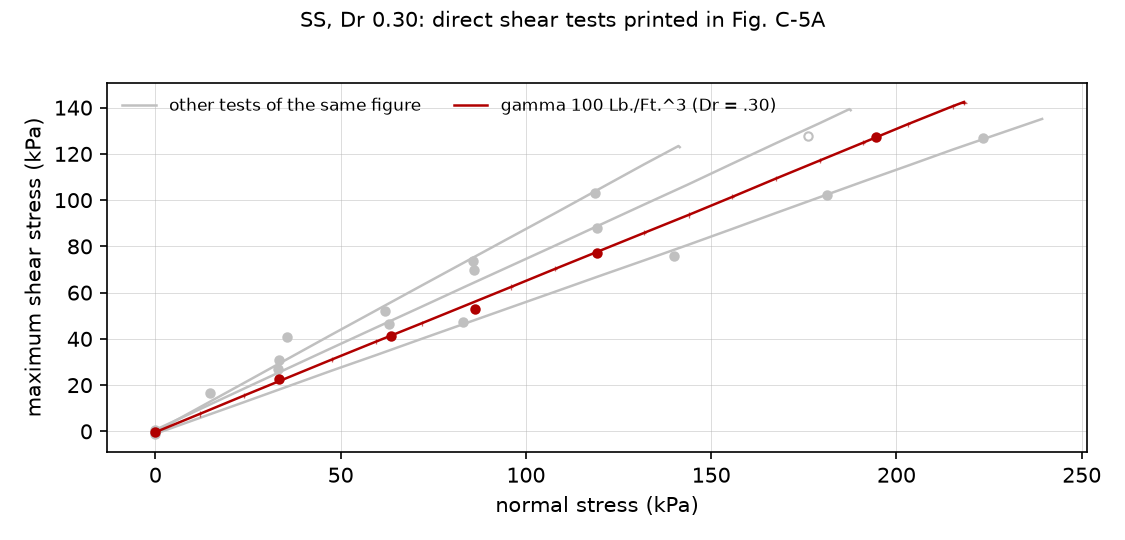 SS, Dr 0.30: direct shear tests printed in Fig. C-5A
other tests of the same figure
gamma 100 Lb./Ft.^3 (Dr = .30)
maximum shear stress (kPa)
140
120
100
80
60
40
20
0
0 50 100 150 200 250
normal stress (kPa)